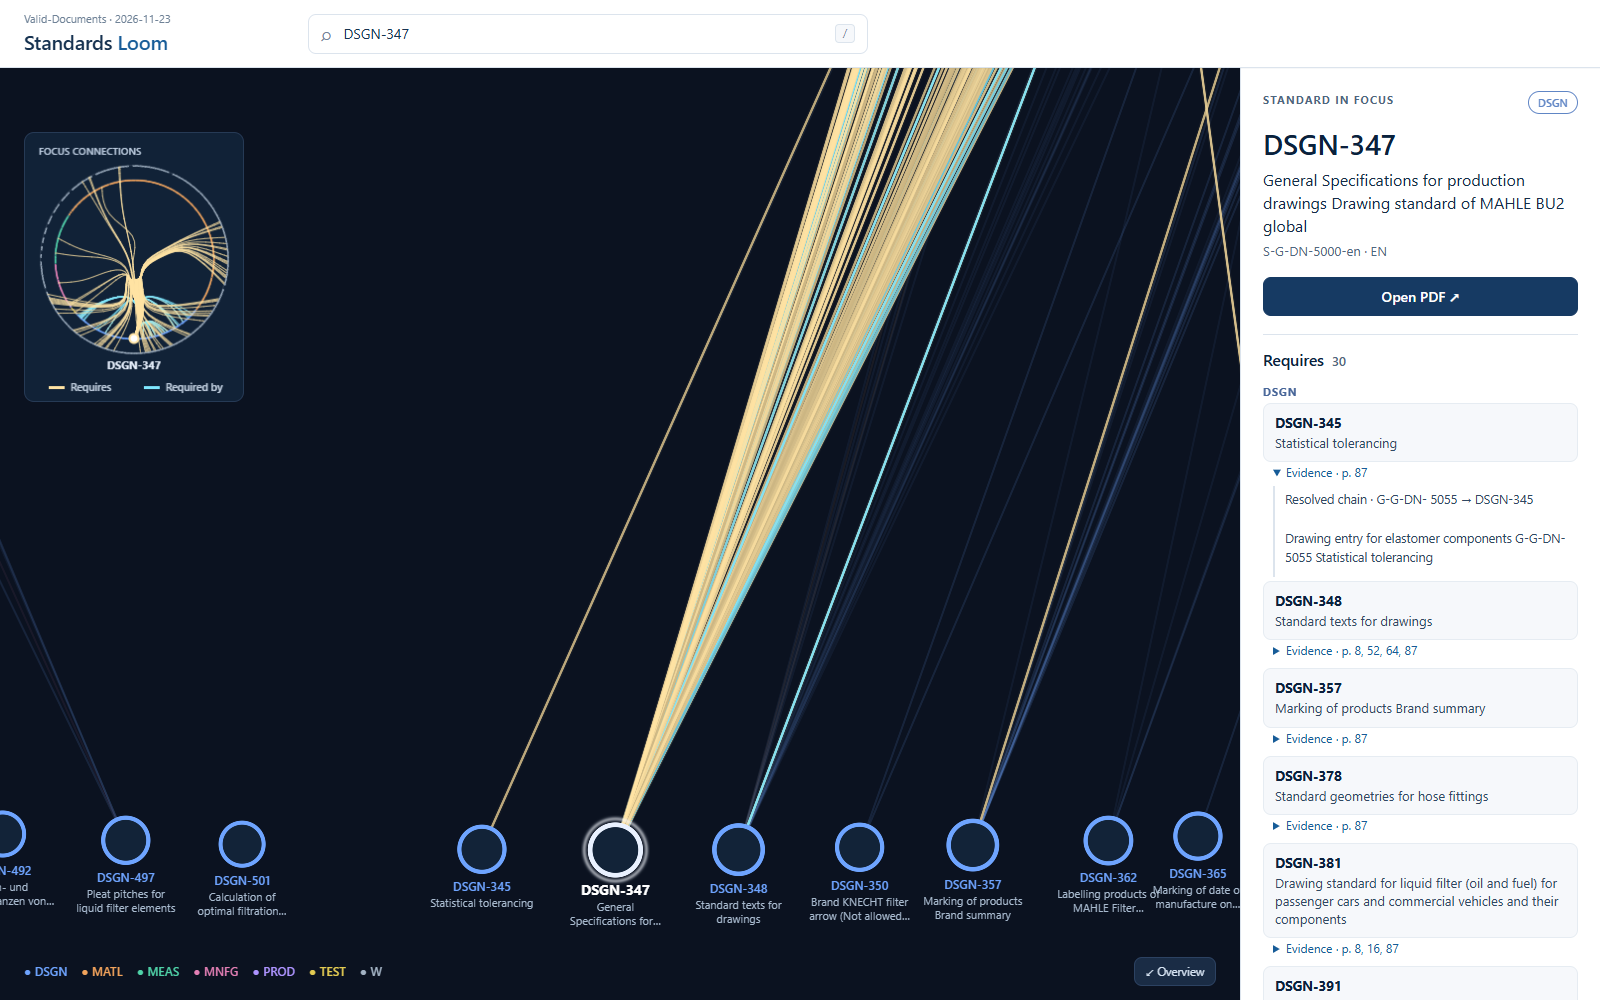 Valid-Documents · 2026-11-23
Standards Loom
DSGN-347
/
FOCUS CONNECTIONS
DSGN-347
Requires
Required by
N-492
n- und
anzen von...
DSGN-497
Pleat pitches for
liquid filter elements
DSGN-501
Calculation of
optimal filtration...
DSGN-345
Statistical tolerancing
DSGN-347
General
Specifications for...
DSGN-348
Standard texts for
drawings
DSGN-350
Brand KNECHT filter
arrow (Not allowed...
DSGN-357
Marking of products
Brand summary
DSGN-362
Labelling products of
MAHLE Filter...
DSGN-365
Marking of date o
manufacture on...
DSGN
MATL
MEAS
MNFG
PROD
TEST
W
↙ Overview
STANDARD IN FOCUS
DSGN
DSGN-347
General Specifications for production
drawings Drawing standard of MAHLE BU2
global
S-G-DN-5000-en · EN
Open PDF ↗
Requires 30
DSGN
DSGN-345
Statistical tolerancing
▼ Evidence · p. 87
Resolved chain · G-G-DN- 5055 → DSGN-345
Drawing entry for elastomer components G-G-DN-
5055 Statistical tolerancing
DSGN-348
Standard texts for drawings
▶ Evidence · p. 8, 52, 64, 87
DSGN-357
Marking of products Brand summary
▶ Evidence · p. 87
DSGN-378
Standard geometries for hose fittings
▶ Evidence · p. 87
DSGN-381
Drawing standard for liquid filter (oil and fuel) for
passenger cars and commercial vehicles and their
components
▶ Evidence · p. 8, 16, 87
DSGN-391